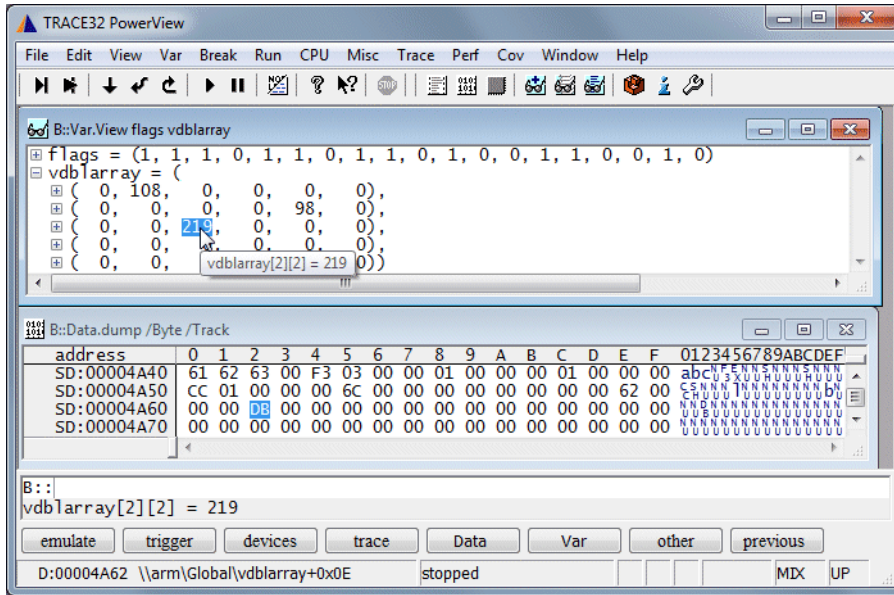 TRACE32 PowerView
File Edit View Var Break Run CPU Misc Trace Perf Cov Window Help
STOP
B::Var.View flags vdblarray
flags = (1, 1, 1, 0, 1, 1, 0, 1, 1, 0, 1, 0, 0, 1, 1, 0, 0, 1, 0)
vdblarray = (
( 0, 108, 0, 0, 0, 0),
( 0, 0, 0, 0, 98, 0),
( 0, 0, 219, 0, 0, 0),
( 0, 0, 0, 0, 0),
( 0, 0, 0))
vdblarray[2][2] = 219
B::Data.dump /Byte /Track
address 0 1 2 3 4 5 6 7 8 9 A B C D E F 0123456789ABCDEF
SD:00004A40 61 62 63 00 F3 03 00 00 01 00 00 00 01 00 00 00 abc
SD:00004A50 CC 01 00 00 00 6C 00 00 00 00 00 00 00 00 62 00
SD:00004A60 00 00 DB 00 00 00 00 00 00 00 00 00 00 00 00 00
SD:00004A70 00 00 00 00 00 00 00 00 00 00 00 00 00 00 00 00
B::
vdblarray[2][2] = 219
emulate trigger devices trace Data Var other previous
D:00004A62 \\arm\Global\vdblarray+0x0E stopped MIX UP